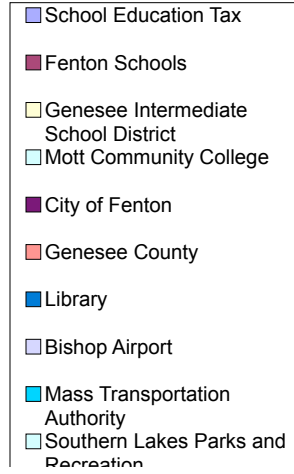 School Education Tax
Fenton Schools
Genesee Intermediate
School District
Mott Community College
City of Fenton
Genesee County
Library
Bishop Airport
Mass Transportation
Authority
Southern Lakes Parks and
Recreation